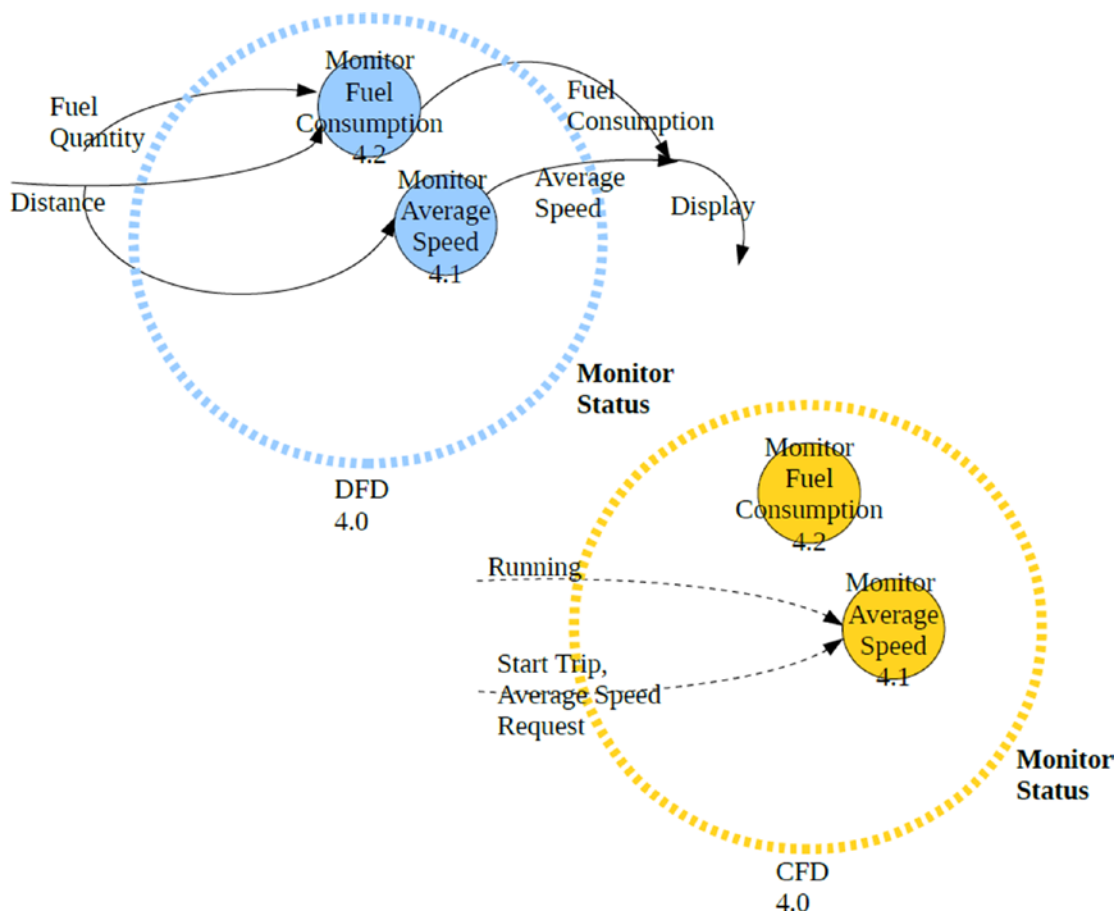 Monitor
Fuel
Consumption
4.2
Fuel
Quantity
Fuel
Consumption
Distance
Monitor
Average
Speed
4.1
Average
Speed
Display
Monitor
Status
DFD
4.0
Monitor
Fuel
Consumption
4.2
Running
Monitor
Average
Speed
4.1
Start Trip,
Average Speed
Request
Monitor
Status
CFD
4.0